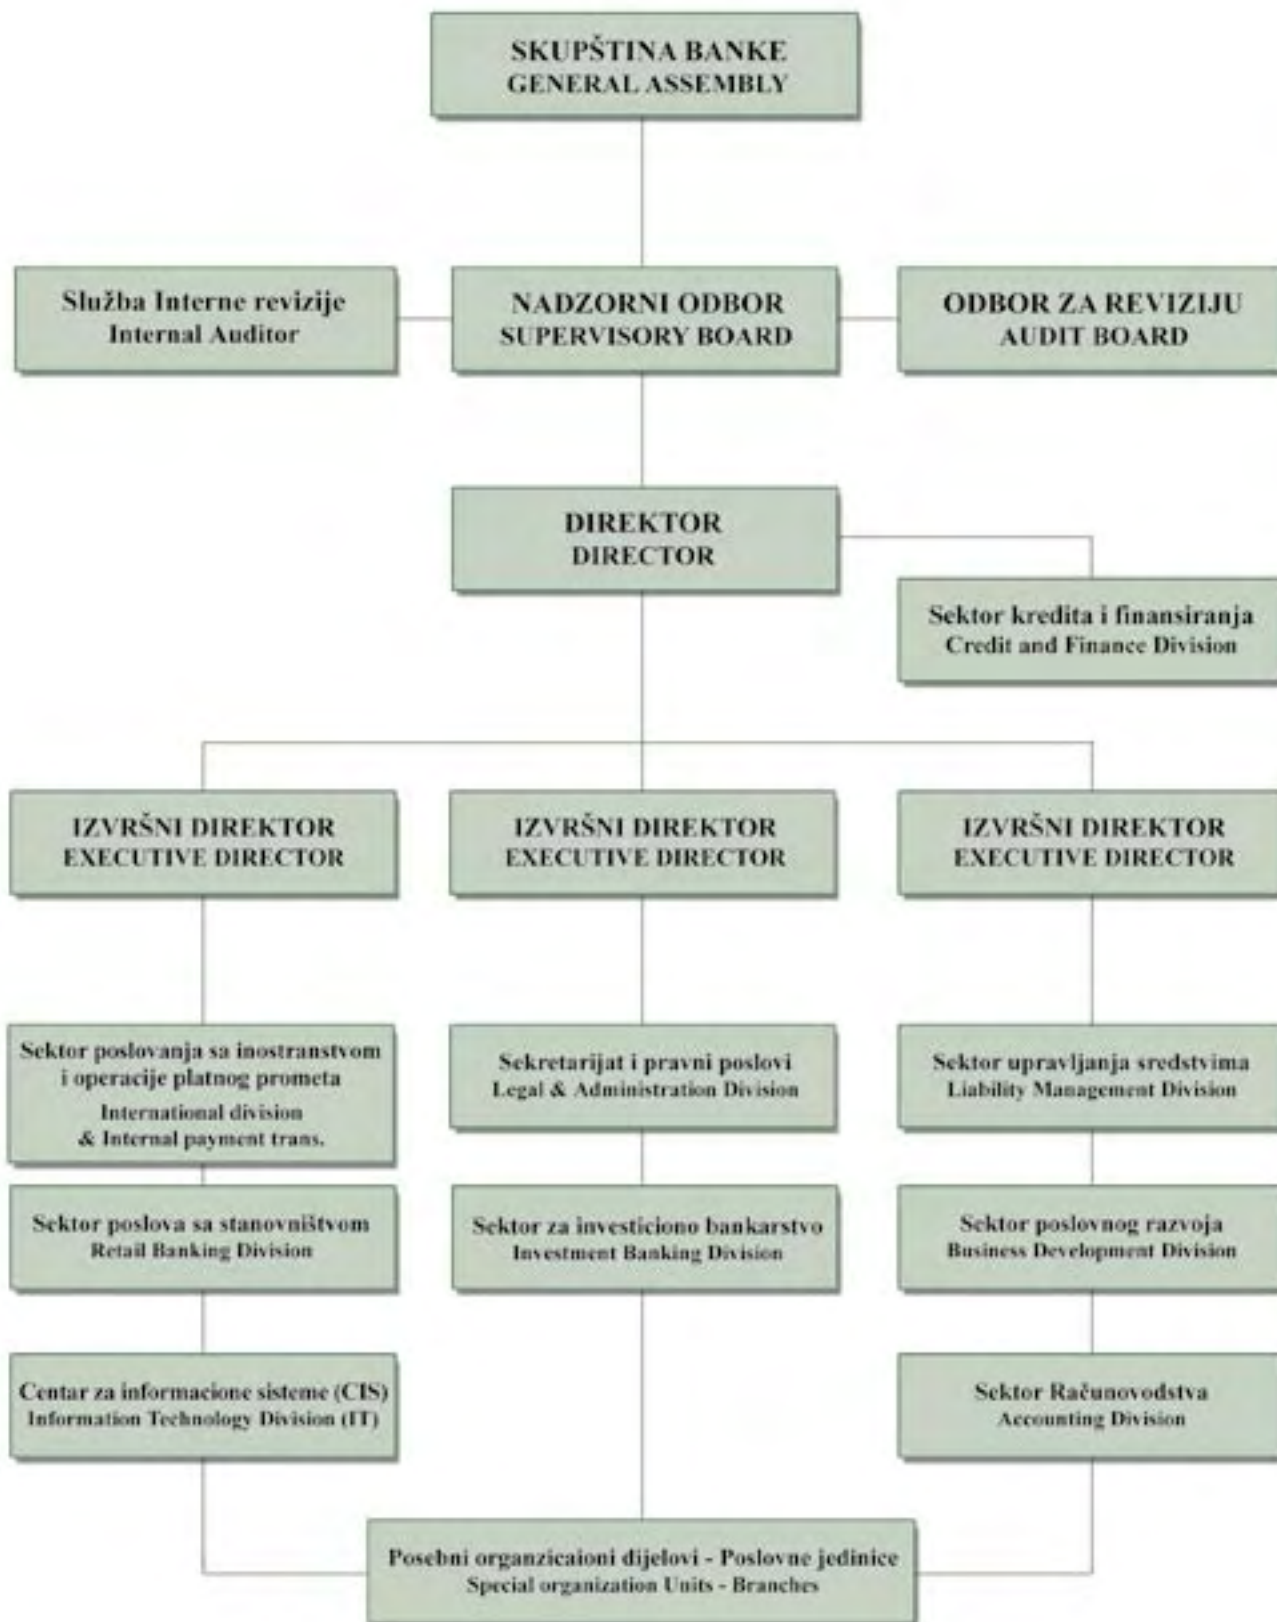 SKUPŠTINA BANKE
GENERAL ASSEMBLY
Služba Interne revizije
Internal Auditor
NADZORNI ODBOR
SUPERVISORY BOARD
ODBOR ZA REVIZIJU
AUDIT BOARD
DIREKTOR
DIRECTOR
Sektor kredita i finansiranja
Credit and Finance Division
IZVRŠNI DIREKTOR
EXECUTIVE DIRECTOR
IZVRŠNI DIREKTOR
EXECUTIVE DIRECTOR
IZVRŠNI DIREKTOR
EXECUTIVE DIRECTOR
Sektor poslovanja sa inostranstvom
i operacije platnog prometa
International division
& Internal payment trans.
Sekretarijat i pravni poslovi
Legal & Administration Division
Sektor upravljanja sredstvima
Liability Management Division
Sektor poslova sa stanovništvom
Retail Banking Division
Sektor za investiciono bankarstvo
Investment Banking Division
Sektor poslovnog razvoja
Business Development Division
Centar za informacione sisteme (CIS)
Information Technology Division (IT)
Sektor Računovodstva
Accounting Division
Posebni organzicaioni dijelovi - Poslovne jedinice
Special organization Units - Branches